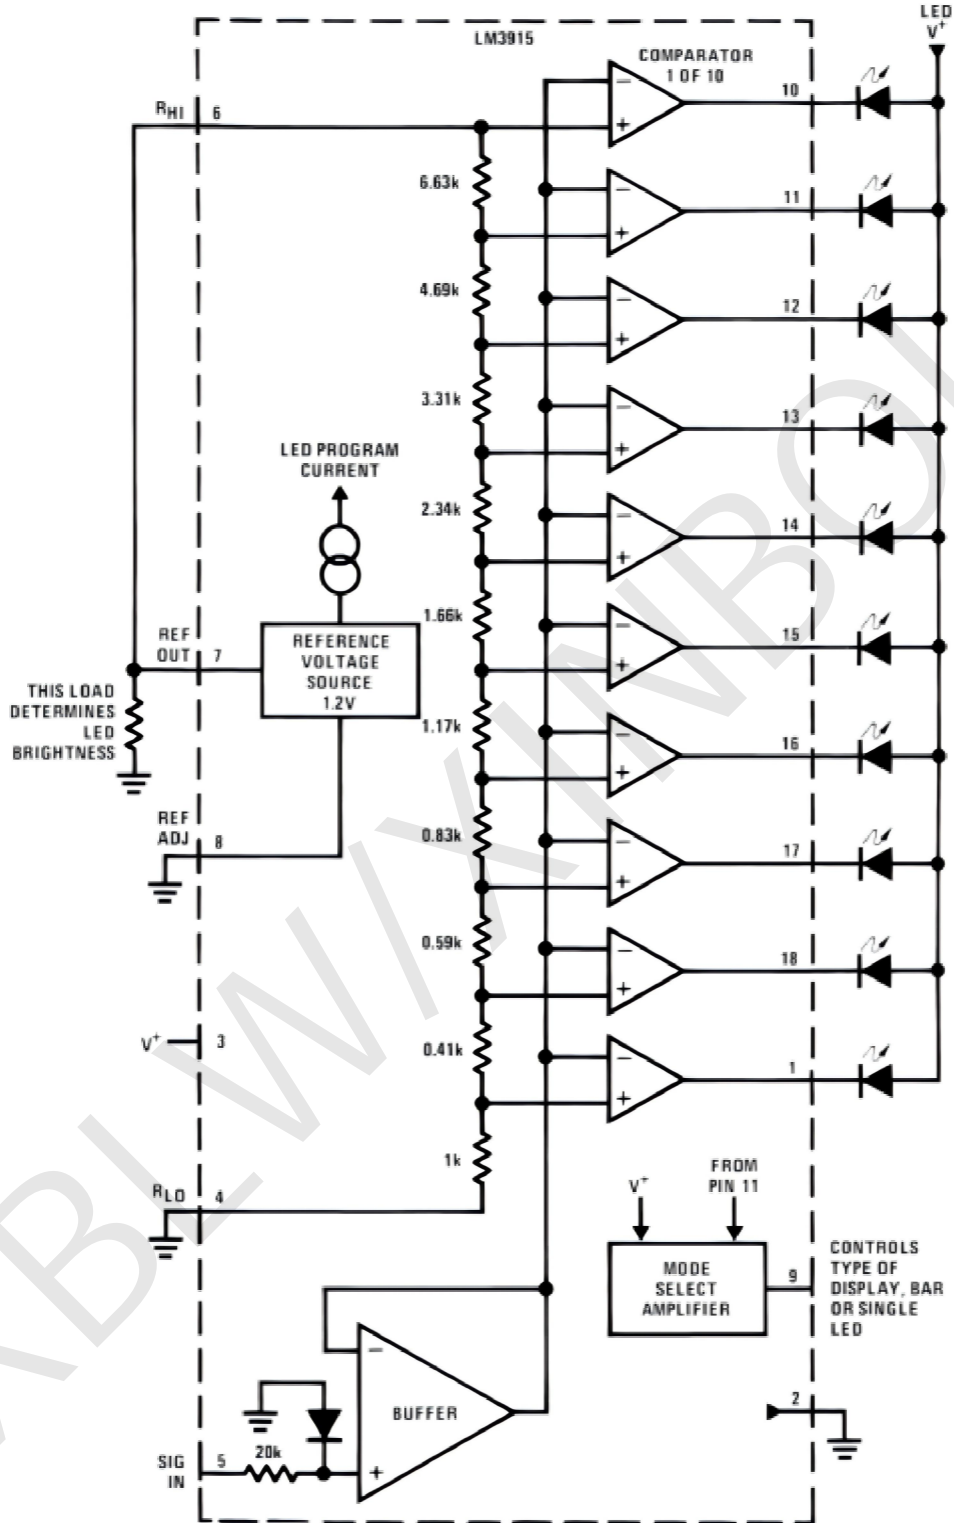 LED
V+
LM3915
COMPARATOR
1 OF 10
10
RHI
6
6.63k
11
4.69k
12
3.31k
13
LED PROGRAM
CURRENT
2.34k
14
1.66k
15
REF
OUT
7
REFERENCE
VOLTAGE
SOURCE
1.2V
THIS LOAD
DETERMINES
LED
BRIGHTNESS
1.17k
16
REF
ADJ
8
0.83k
17
0.59k
18
V+
3
0.41k
1
1k
RLO
4
V+
FROM
PIN 11
MODE
SELECT
AMPLIFIER
9
CONTROLS
TYPE OF
DISPLAY, BAR
OR SINGLE
LED
BUFFER
2
SIG
IN
5
20k
XBLW/XINBO